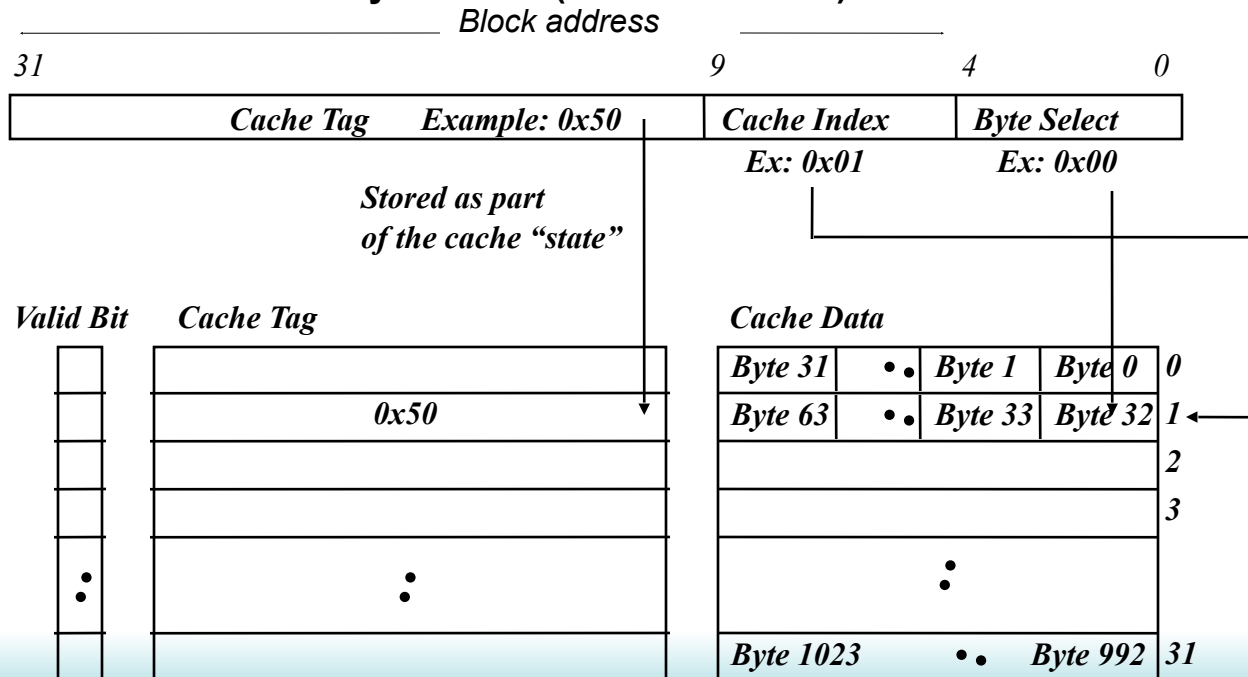 Block address
31 9 4 0
Cache Tag Example: 0x50 Cache Index Byte Select
Ex: 0x01 Ex: 0x00
Stored as part
of the cache “state”
Valid Bit Cache Tag Cache Data
Byte 31 Byte 1 Byte 0 0
0x50 Byte 63 Byte 33 Byte 32 1
2
3
Byte 1023 Byte 992 31